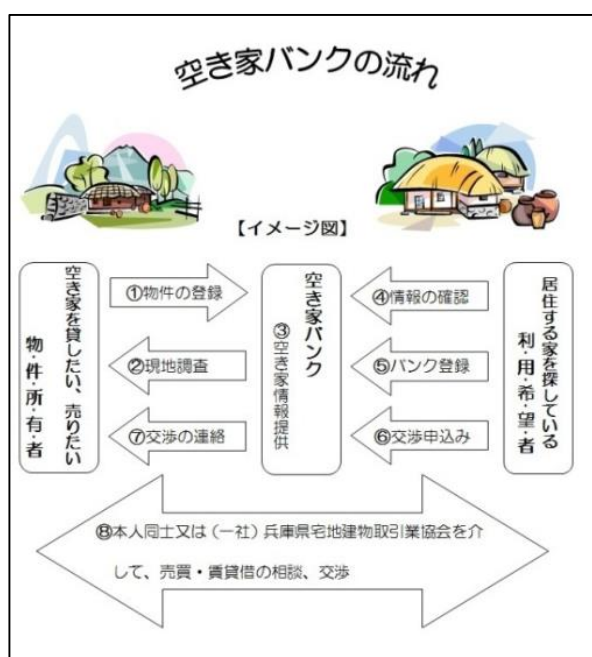 空き家バンクの流れ
【イメージ図】
空き家を貸したい、売りたい
物・件・所・有・者
①物件の登録
②現地調査
⑦交渉の連絡
空き家バンク
③空き家情報提供
④情報の確認
⑤バンク登録
⑥交渉申込み
居住する家を探している
利・用・希・望・者
⑧本人同士又は(一社)兵庫県宅地建物取引業協会を介
して、売買・賃貸借の相談、交渉